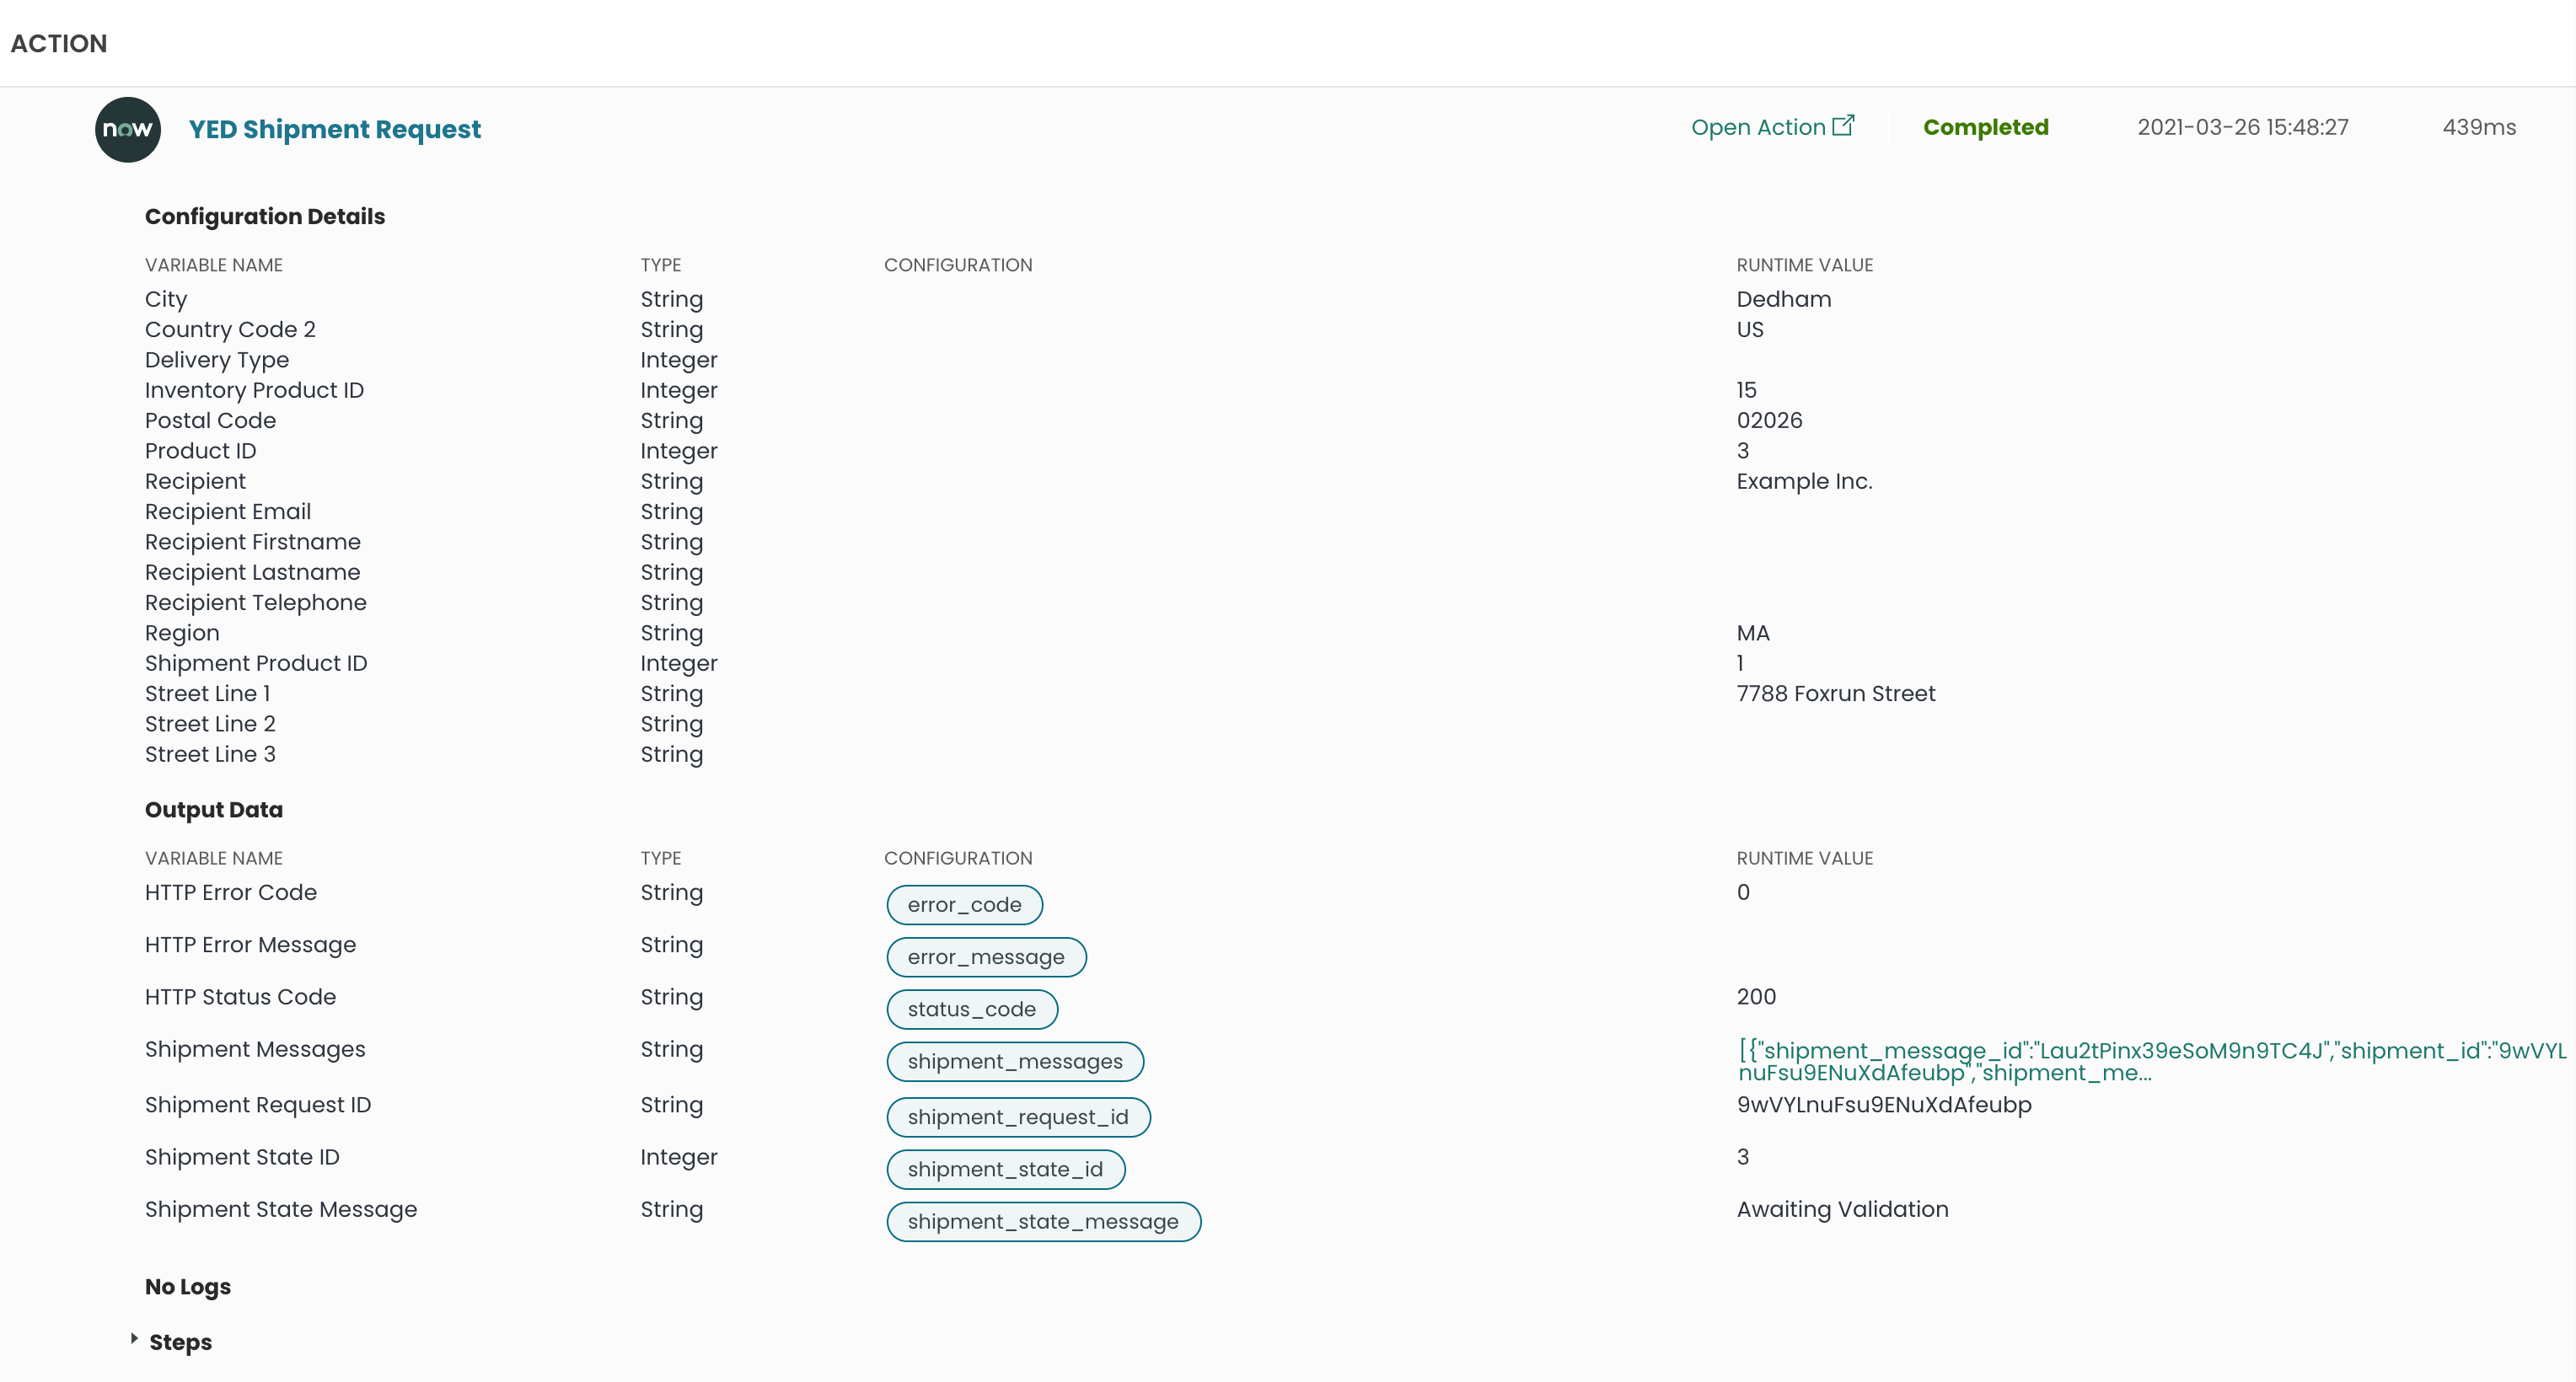 ACTION
now YED Shipment Request Open Action Completed 2021-03-26 15:48:27 439ms
Configuration Details
VARIABLE NAME TYPE CONFIGURATION RUNTIME VALUE
City String Dedham
Country Code 2 String US
Delivery Type Integer
Inventory Product ID Integer 15
Postal Code String 02026
Product ID Integer 3
Recipient String Example Inc.
Recipient Email String
Recipient Firstname String
Recipient Lastname String
Recipient Telephone String
Region String MA
Shipment Product ID Integer 1
Street Line 1 String 7788 Foxrun Street
Street Line 2 String
Street Line 3 String
Output Data
VARIABLE NAME TYPE CONFIGURATION RUNTIME VALUE
HTTP Error Code String error_code 0
HTTP Error Message String error_message
HTTP Status Code String status_code 200
Shipment Messages String shipment_messages [{"shipment_message_id":"Lau2tPinx39eSoM9n9TC4J","shipment_id":"9wVYL
nuFsu9ENuXdAfeubp","shipment_me...
Shipment Request ID String shipment_request_id 9wVYLnuFsu9ENuXdAfeubp
Shipment State ID Integer shipment_state_id 3
Shipment State Message String shipment_state_message Awaiting Validation
No Logs
Steps